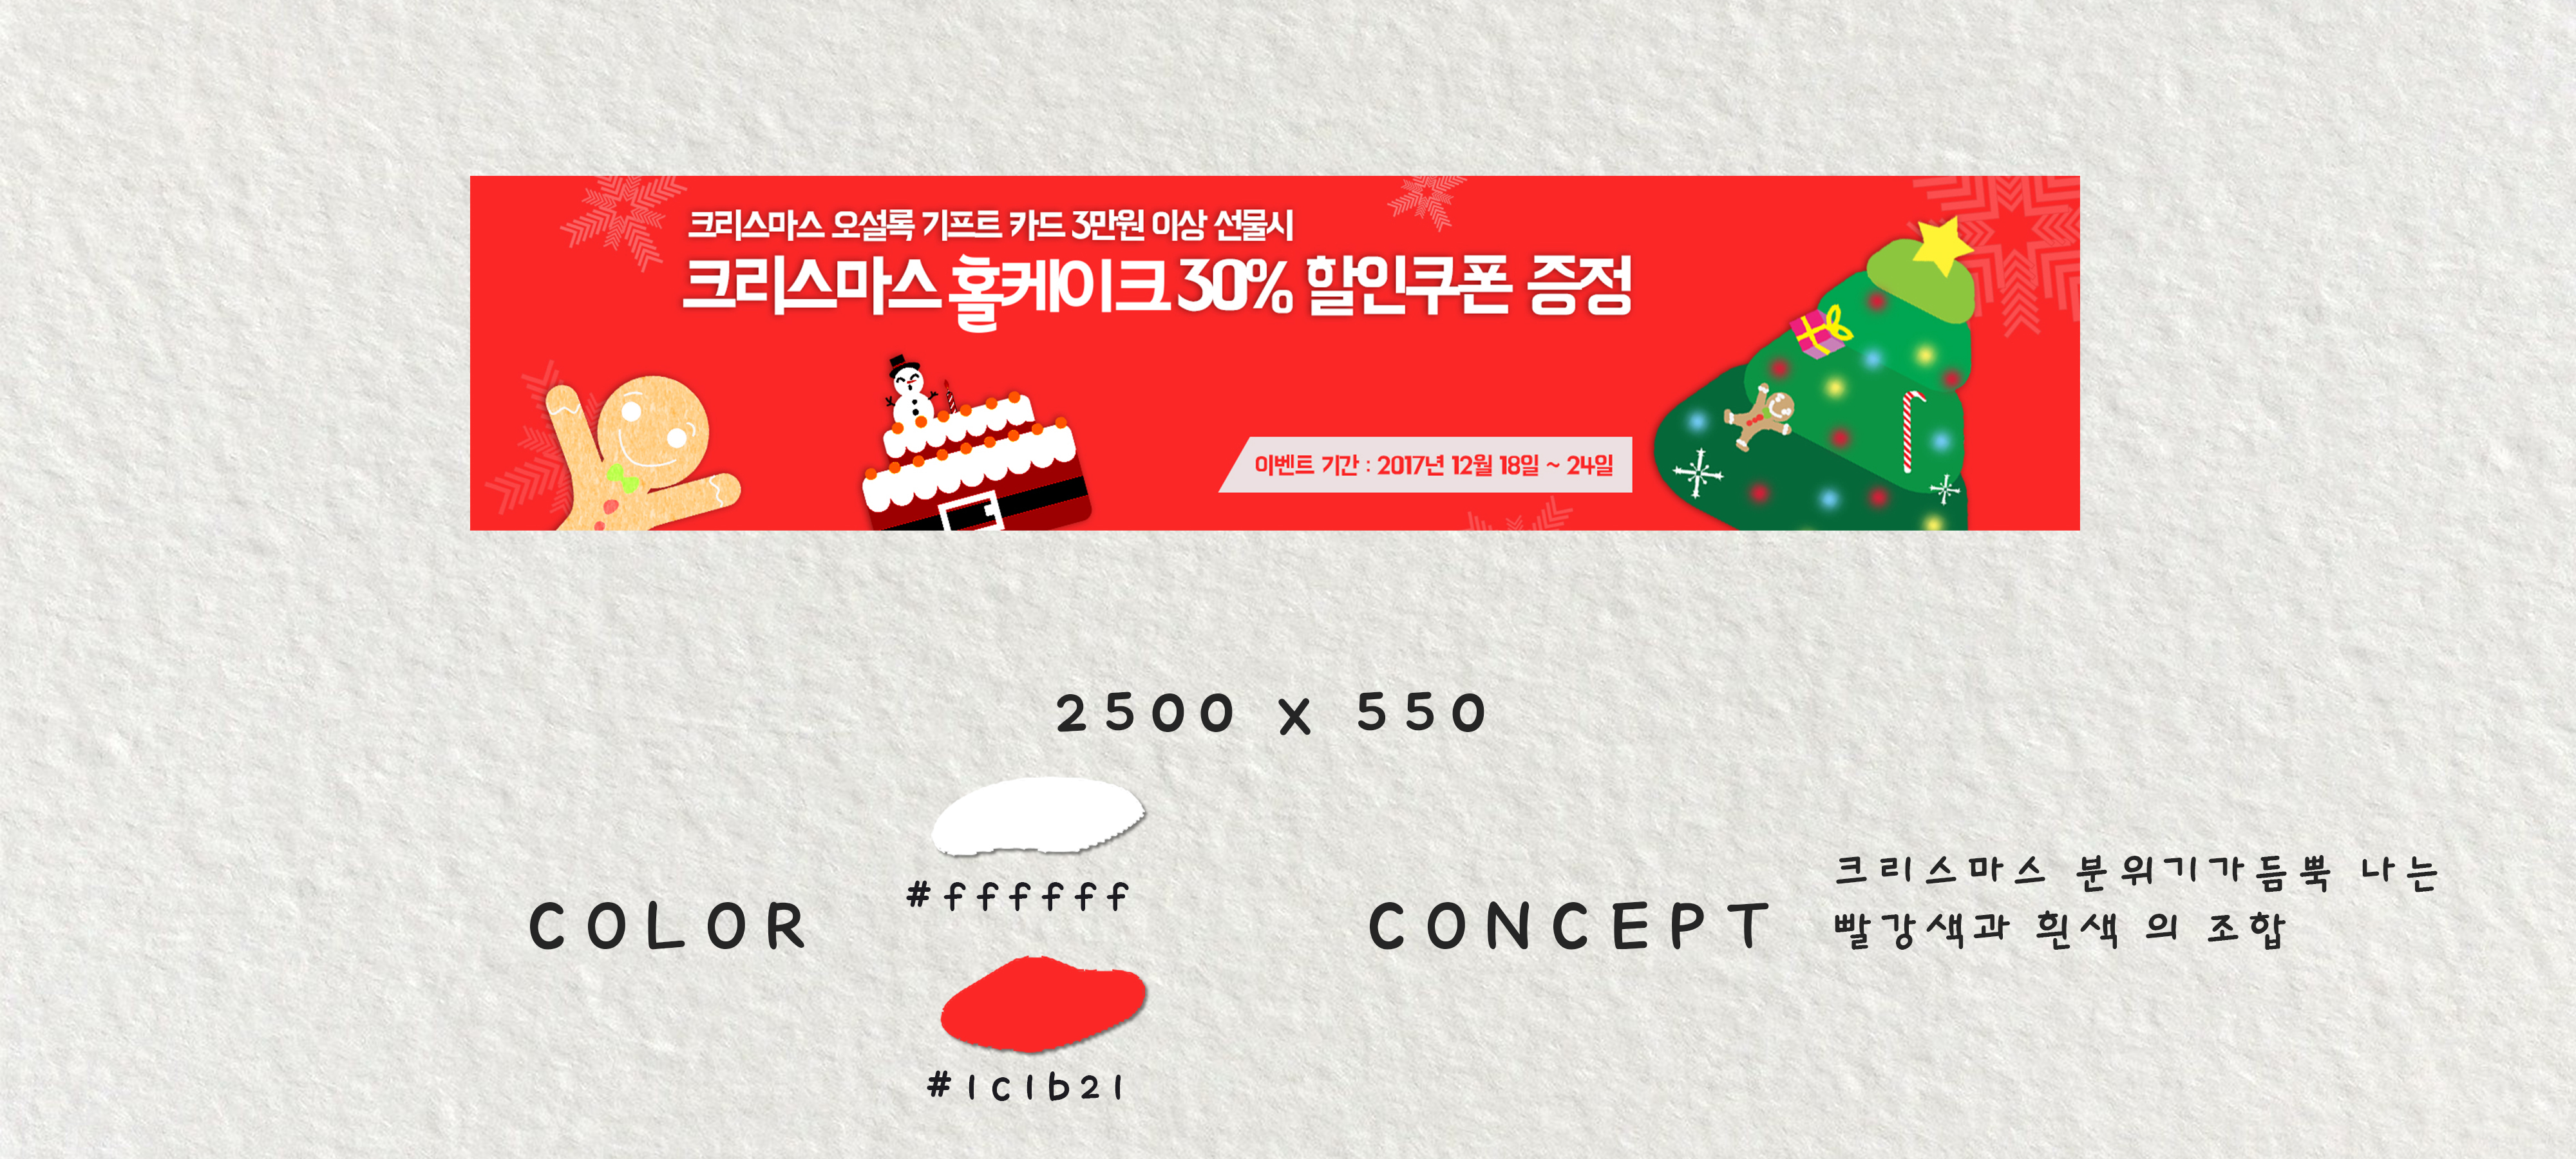 크리스마스 오설록 기프트 카드 3만원 이상 선물시
크리스마스 홀케이크 30% 할인쿠폰 증정
이벤트 기간 : 2017년 12월 18일 ~ 24일
2500 x 550
COLOR
#ffffff
#1c1b21
CONCEPT
크리스마스 분위기가듬뿍 나는
빨강색과 흰색 의 조합